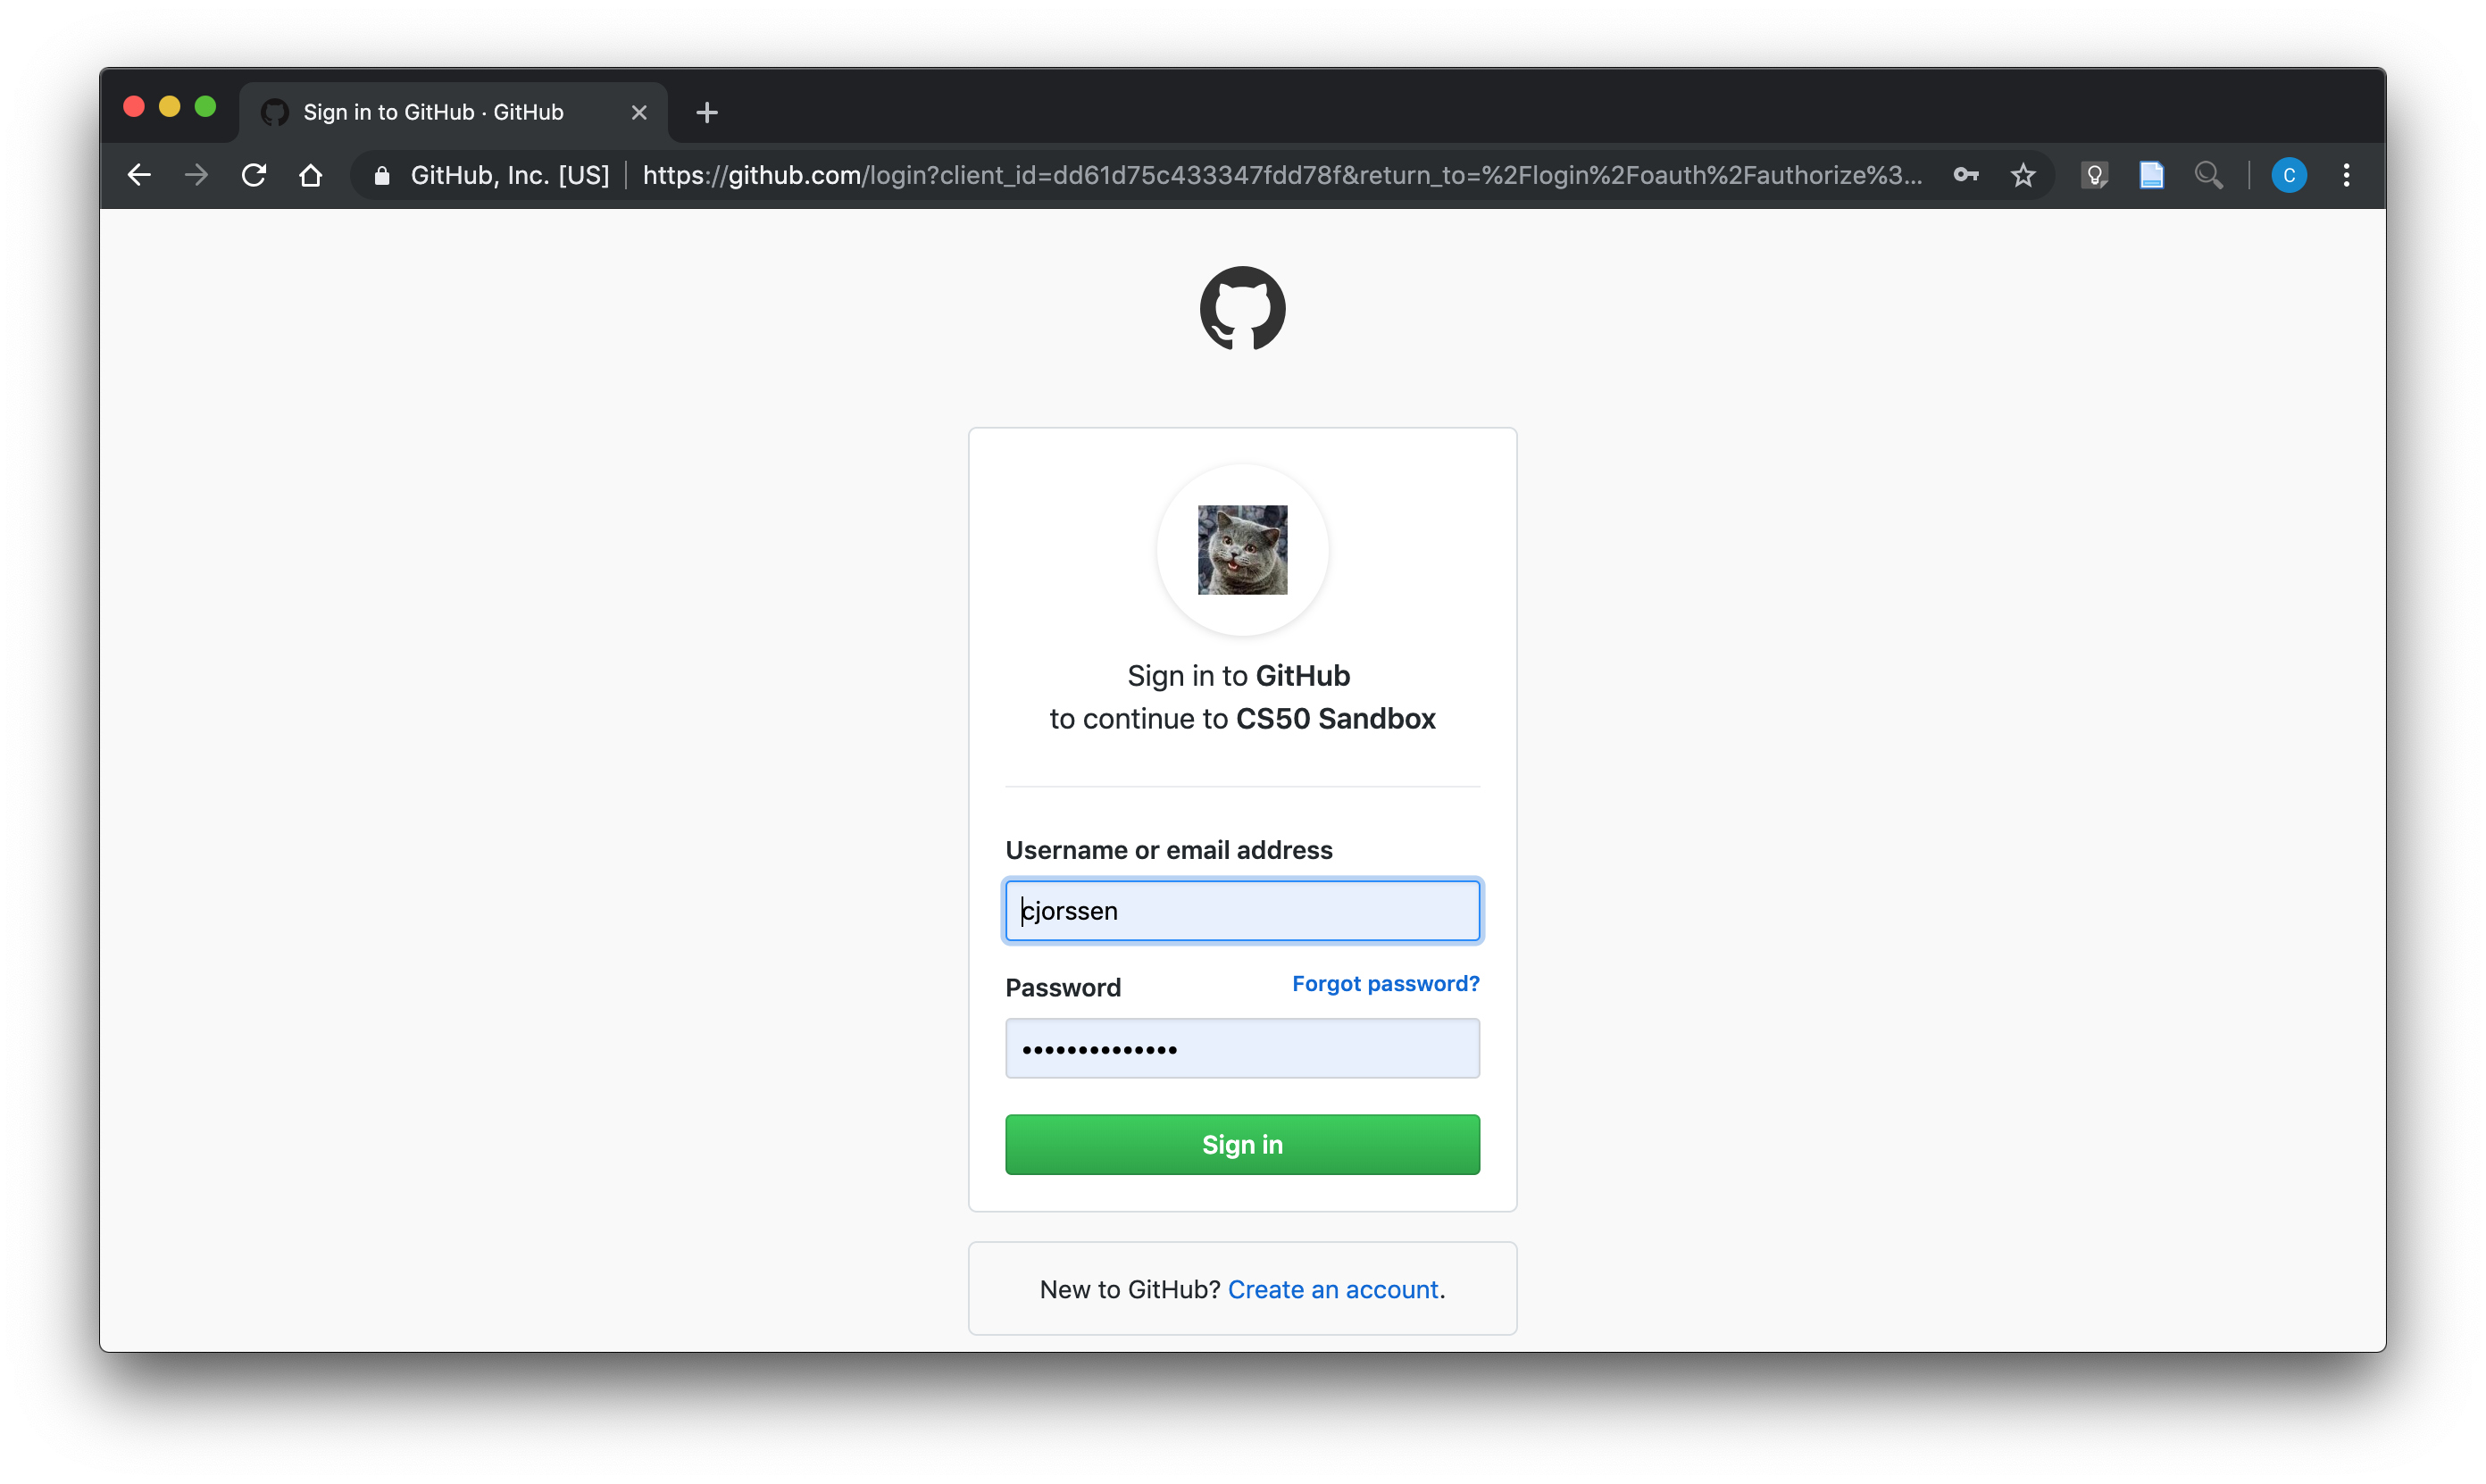 Sign in to GitHub · GitHub
GitHub, Inc. [US] https://github.com/login?client_id=dd61d75c433347fdd78f&return_to=%2Flogin%2Foauth%2Fauthorize%3...
C
Sign in to GitHub
to continue to CS50 Sandbox
Username or email address
cjorssen
Password Forgot password?
••••••••••••••
Sign in
New to GitHub? Create an account.